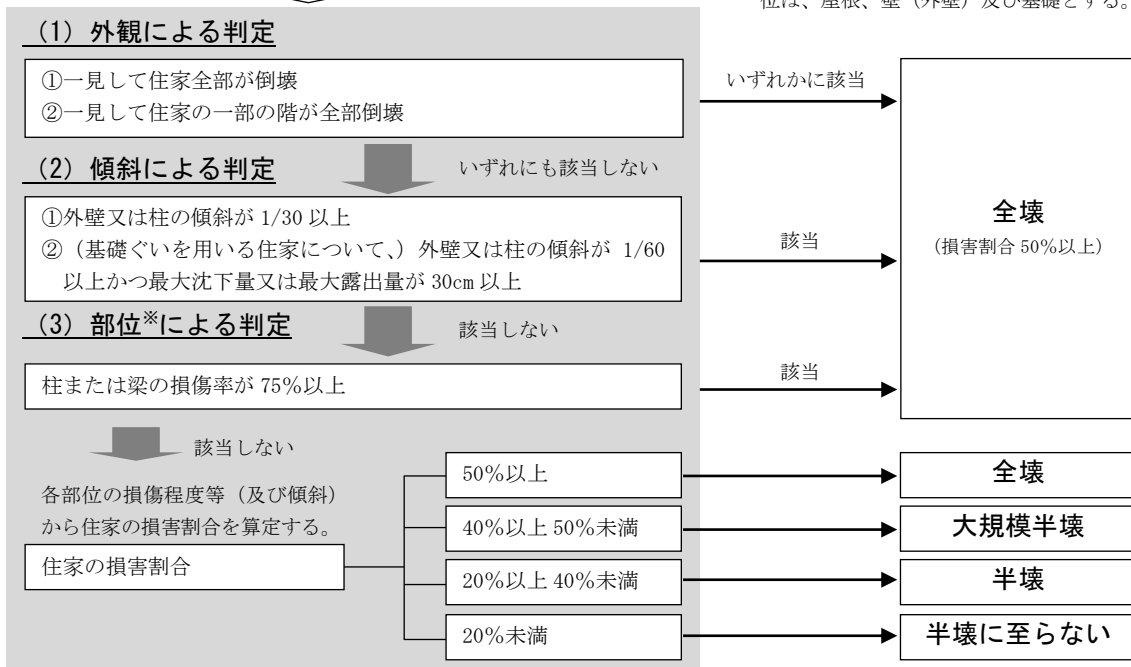 位は、屋根、壁（外壁）及び基礎とする。
(1) 外観による判定
①一見して住家全部が倒壊
②一見して住家の一部の階が全部倒壊
いずれかに該当
いずれにも該当しない
(2) 傾斜による判定
①外壁又は柱の傾斜が 1/30 以上
②（基礎ぐいを用いる住家について、）外壁又は柱の傾斜が 1/60
以上かつ最大沈下量又は最大露出量が 30cm 以上
該当
全壊
（損害割合 50％以上）
該当しない
(3) 部位※による判定
柱または梁の損傷率が 75％以上
該当
該当しない
各部位の損傷程度等（及び傾斜）
から住家の損害割合を算定する。
住家の損害割合
50％以上
全壊
40％以上 50％未満
大規模半壊
20％以上 40％未満
半壊
20％未満
半壊に至らない